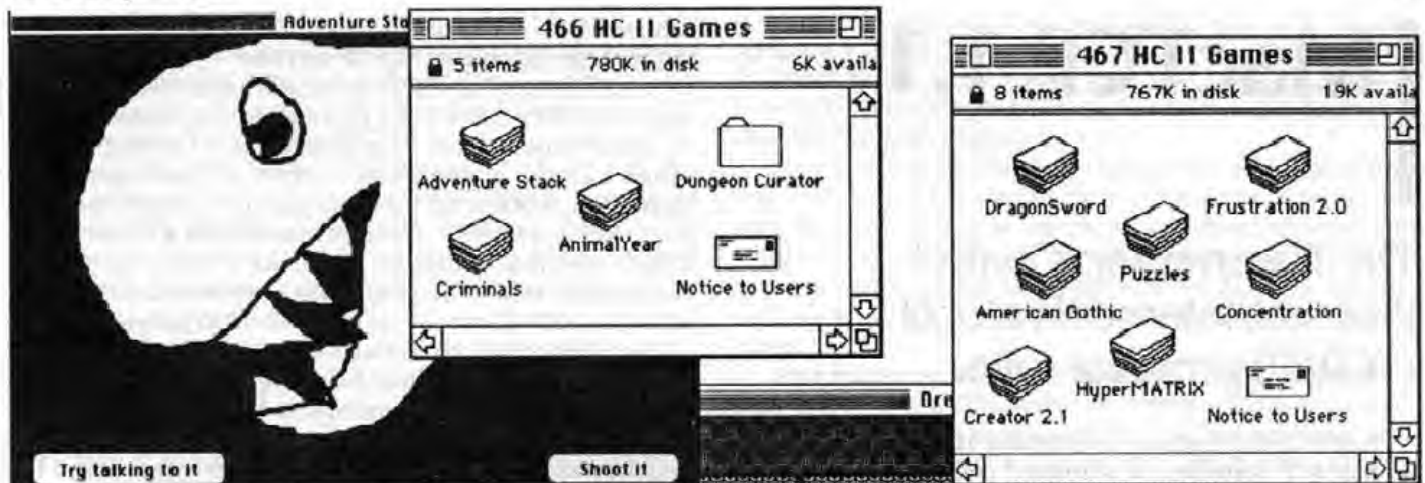 Adventure Sta
Try talking to it
Shoot it
466 HC II Games
5 items 780K in disk 6K availa
Adventure Stack
Dungeon Curator
AnimalYear
Criminals
Notice to Users
Dre
467 HC II Games
8 items 767K in disk 19K availa
DragonSword
Frustration 2.0
Puzzles
American Gothic
Concentration
HyperMATRIX
Creator 2.1
Notice to Users